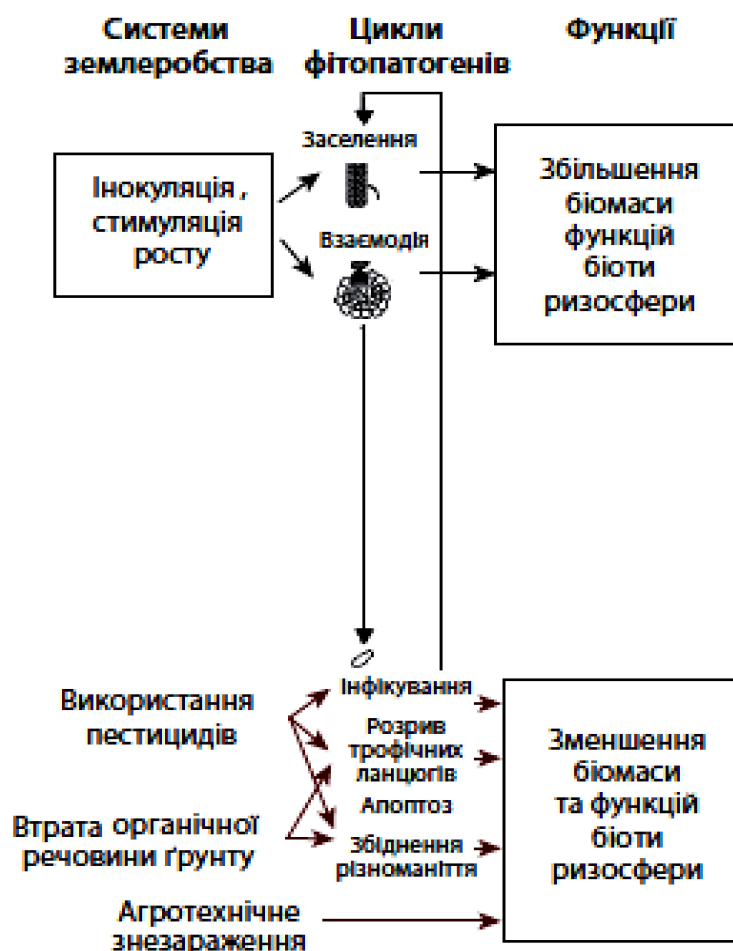 Системи
землеробства
Цикли
фітопатогенів
Функції
Заселення
Інокуляція ,
стимуляція
росту
Взаємодія
Збільшення
біомаси
функцій
біоти
ризосфери
Використання
пестицидів
Інфікування
Розрив
трофічних
ланцюгів
Апоптоз
Втрата органічної
речовини ґрунту
Збіднення
різноманіття
Зменшення
біомаси
та функцій
біоти
ризосфери
Агротехнічне
знезараження